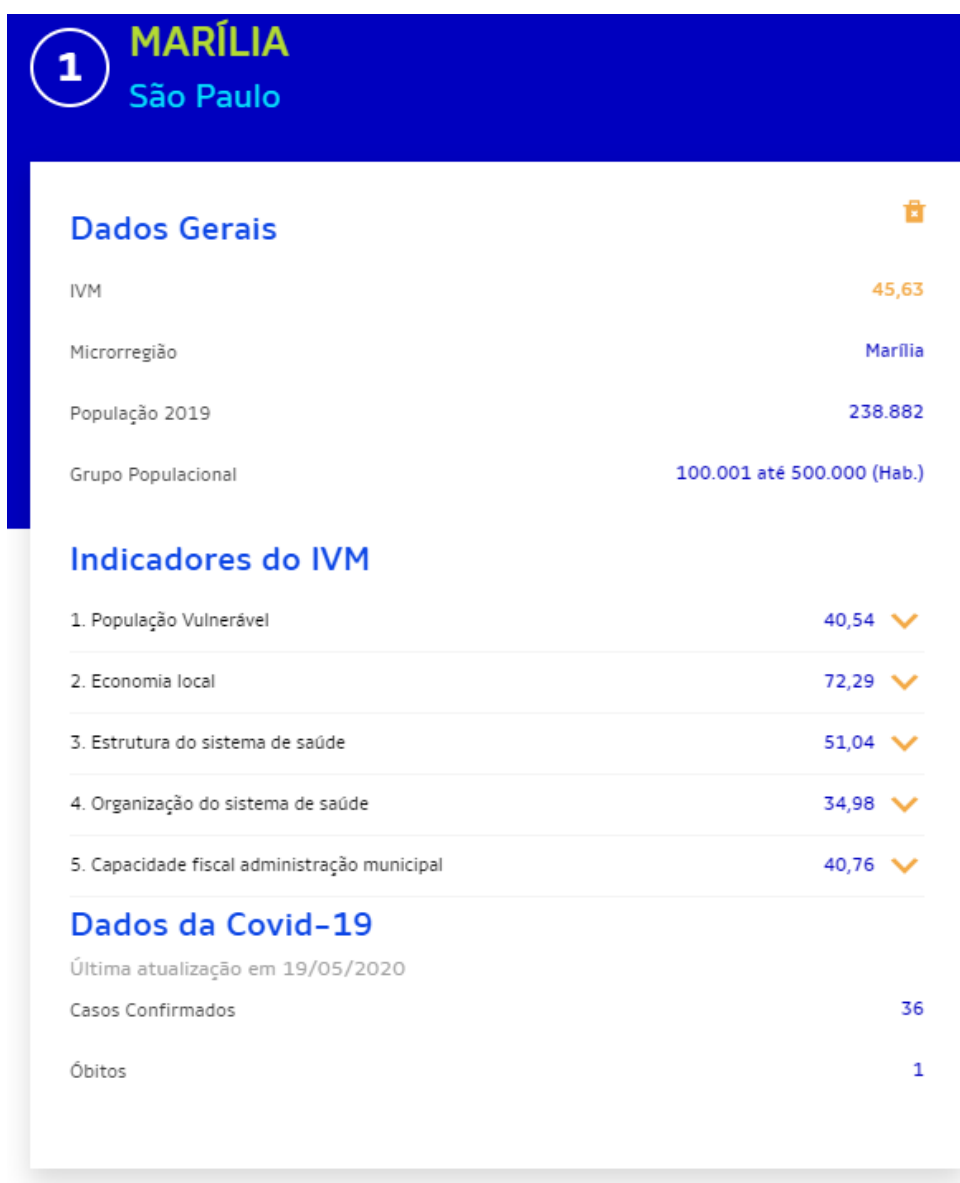 1
MARÍLIA
São Paulo
Dados Gerais
IVM 45,63
Microrregião Marília
População 2019 238.882
Grupo Populacional 100.001 até 500.000 (Hab.)
Indicadores do IVM
1. População Vulnerável 40,54
2. Economia local 72,29
3. Estrutura do sistema de saúde 51,04
4. Organização do sistema de saúde 34,98
5. Capacidade fiscal administração municipal 40,76
Dados da Covid-19
Última atualização em 19/05/2020
Casos Confirmados 36
Óbitos 1